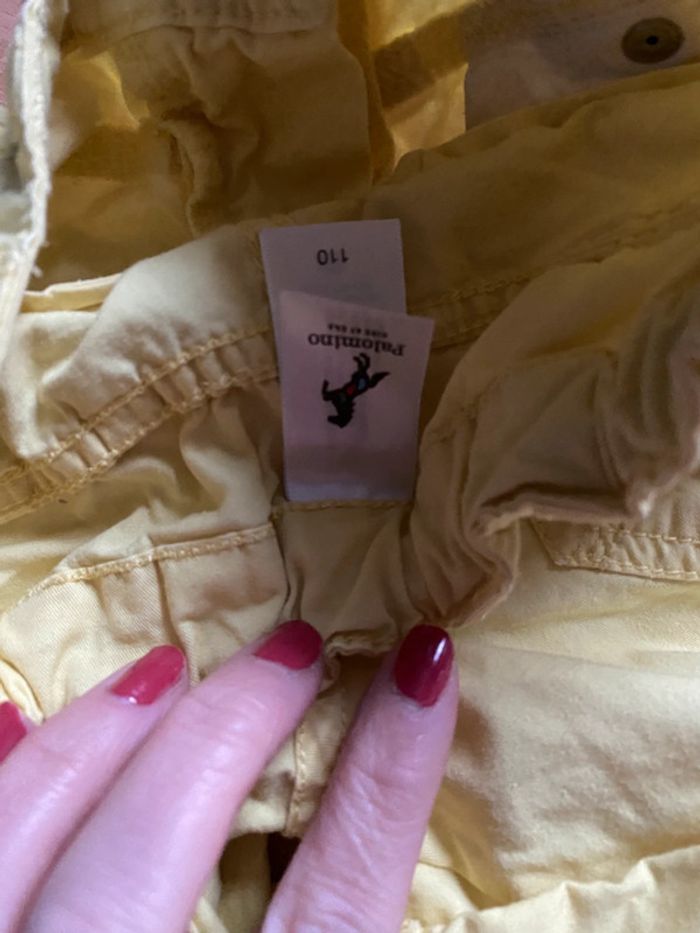 110
Palomino
KIDS AT C&A